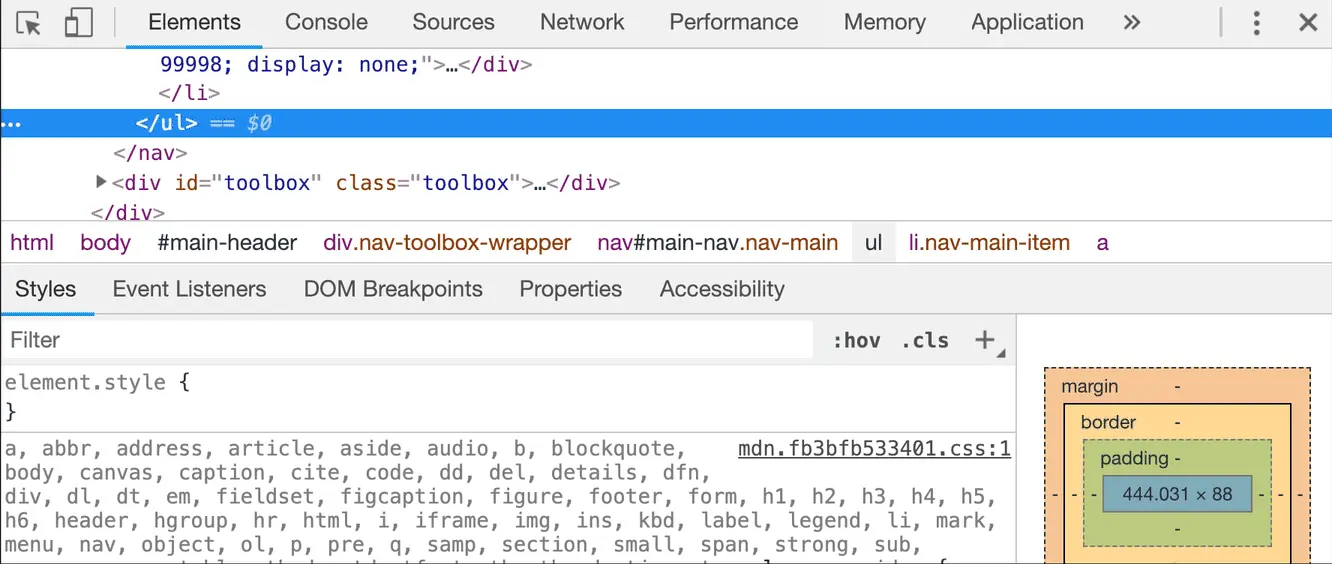 Elements Console Sources Network Performance Memory Application »
99998; display: none;">…</div>
</li>
… </ul> == $0
</nav>
<div id="toolbox" class="toolbox">…</div>
</div>
html body #main-header div.nav-toolbox-wrapper nav#main-nav.nav-main ul li.nav-main-item a
Styles Event Listeners DOM Breakpoints Properties Accessibility
Filter :hov .cls +
element.style {
}
a, abbr, address, article, aside, audio, b, blockquote, mdn.fb3bfb533401.css:1
body, canvas, caption, cite, code, dd, del, details, dfn,
div, dl, dt, em, fieldset, figcaption, figure, footer, form, h1, h2, h3, h4, h5,
h6, header, hgroup, hr, html, i, iframe, img, ins, kbd, label, legend, li, mark,
menu, nav, object, ol, p, pre, q, samp, section, small, span, strong, sub,
margin -
border -
padding -
- - - 444.031 × 88 - - -
-